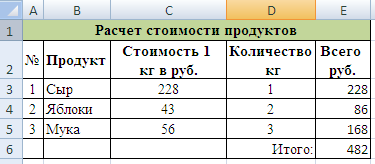 A B C D E
1 Расчет стоимости продуктов
2 № Продукт Стоимость 1 кг в руб. Количество кг Всего руб.
3 1 Сыр 228 1 228
4 2 Яблоки 43 2 86
5 3 Мука 56 3 168
6 Итого: 482